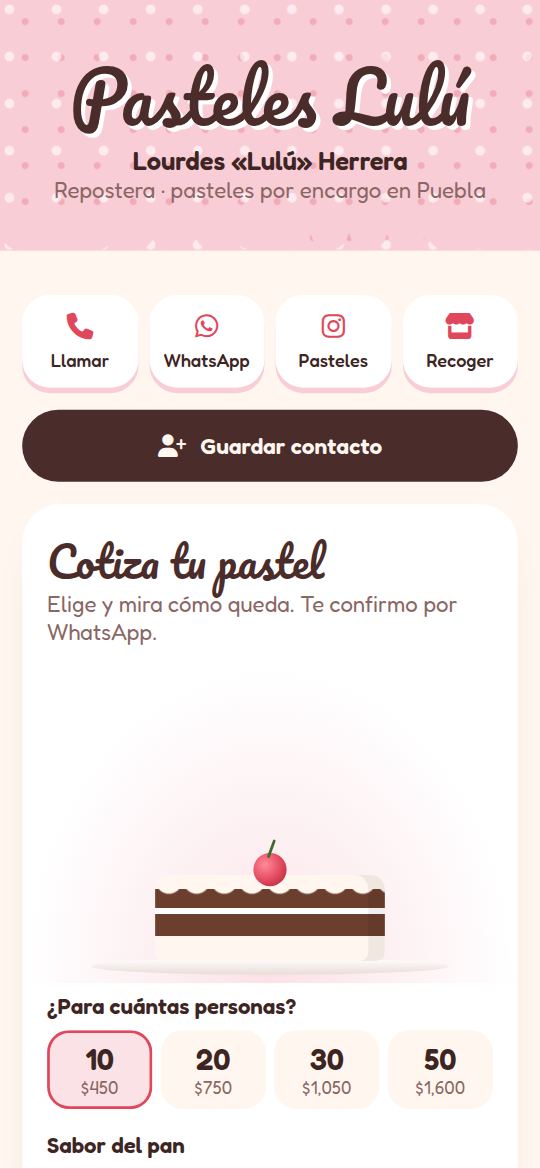 Pasteles Lulú
Lourdes «Lulú» Herrera
Repostera · pasteles por encargo en Puebla
Llamar
WhatsApp
Pasteles
Recoger
Guardar contacto
Cotiza tu pastel
Elige y mira cómo queda. Te confirmo por
WhatsApp.
¿Para cuántas personas?
10
20
30
50
$450
$750
$1,050
$1,600
Sabor del pan